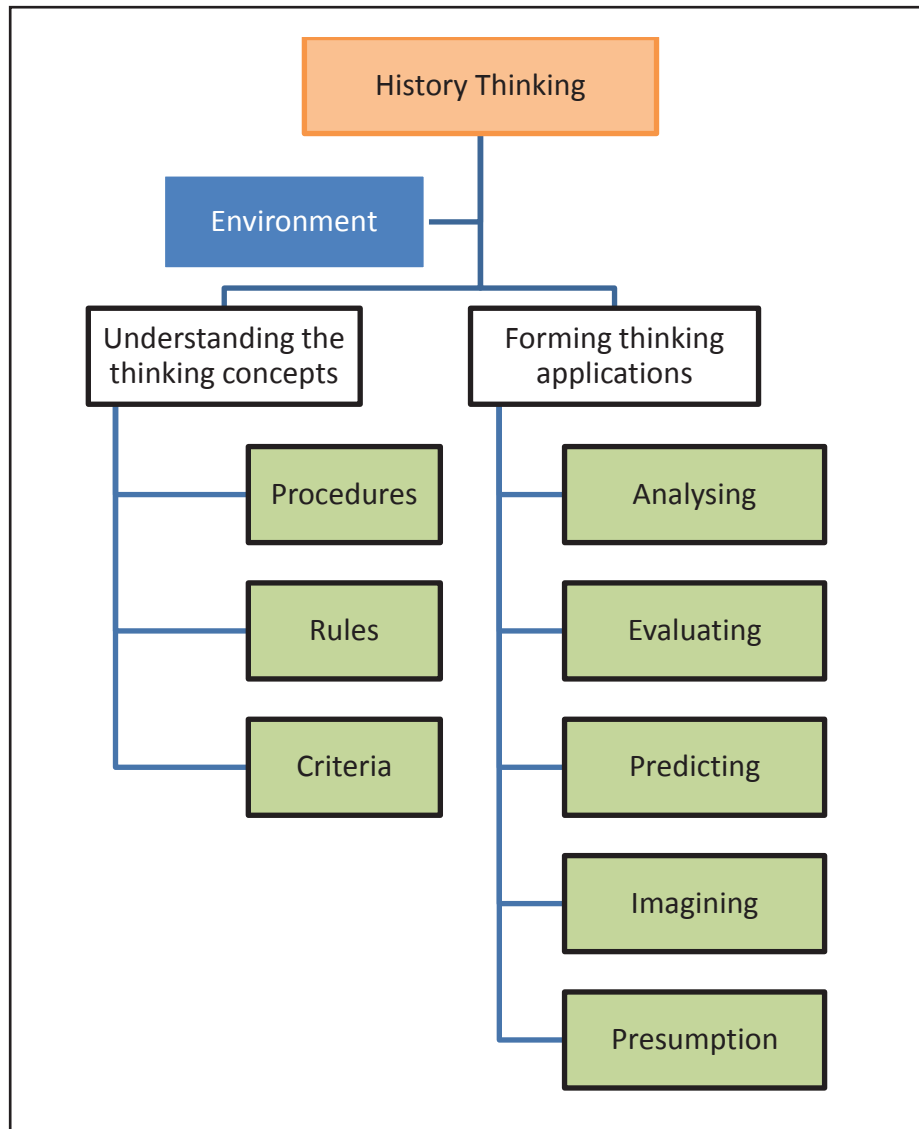 History Thinking
Environment
Understanding the
thinking concepts
Procedures
Rules
Criteria
Forming thinking
applications
Analysing
Evaluating
Predicting
Imagining
Presumption